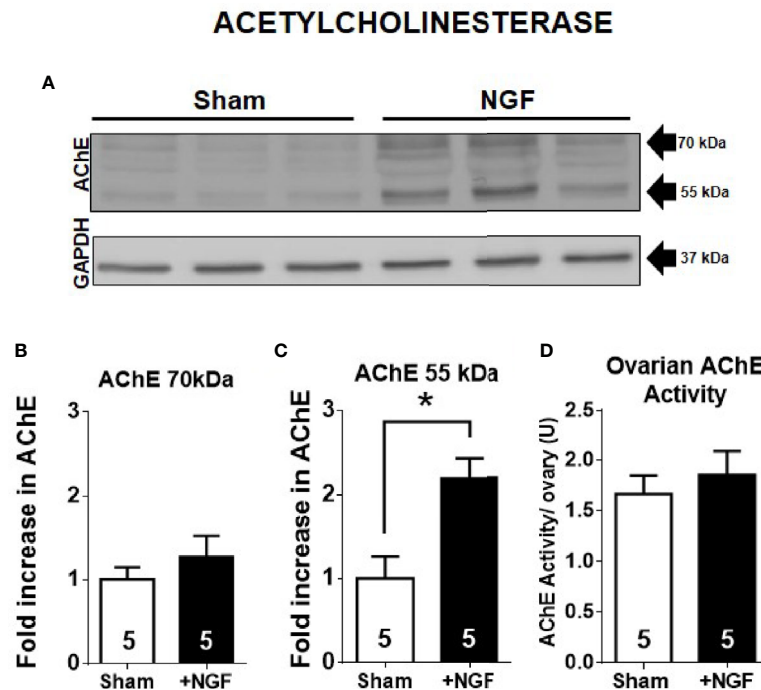 ACETYLCHOLINESTERASE
A
Sham NGF
AChE
70 kDa
55 kDa
GAPDH
37 kDa
B
AChE 70kDa
Fold increase in AChE
3
2
1
0
5 5
Sham +NGF
C
AChE 55 kDa
Fold increase in AChE
3
2
1
0
*
5 5
Sham +NGF
D
Ovarian AChE
Activity
AChE Activity/ ovary (U)
2.5
2.0
1.5
1.0
0.5
0.0
5 5
Sham +NGF